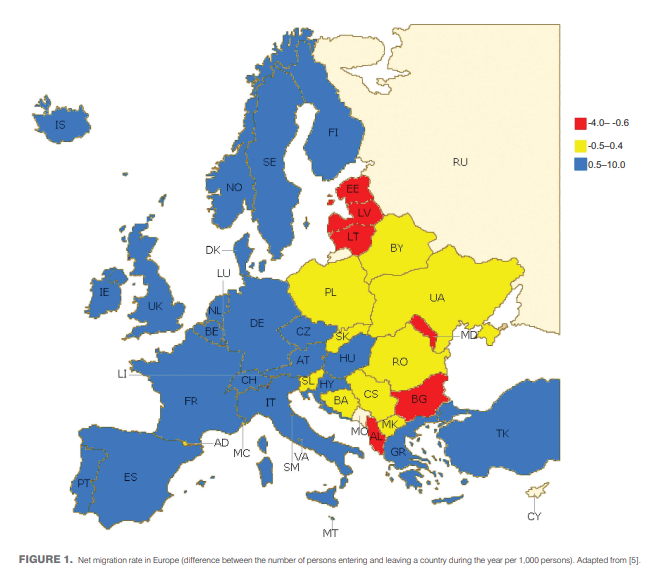 IS
FI
SE
NO
RU
-4.0– -0.6
-0.5–0.4
0.5–10.0
EE
LV
LT
BY
DK
LU
IE
UK
NL
BE
DE
PL
UA
CZ
SK
MD
LI
CH
AT
HU
RO
FR
IT
SL
HY
BA
CS
BG
MO
AL
MK
TK
GR
PT
ES
AD
MC
SM
VA
MT
CY
FIGURE 1. Net migration rate in Europe (difference between the number of persons entering and leaving a country during the year per 1,000 persons). Adapted from [5].